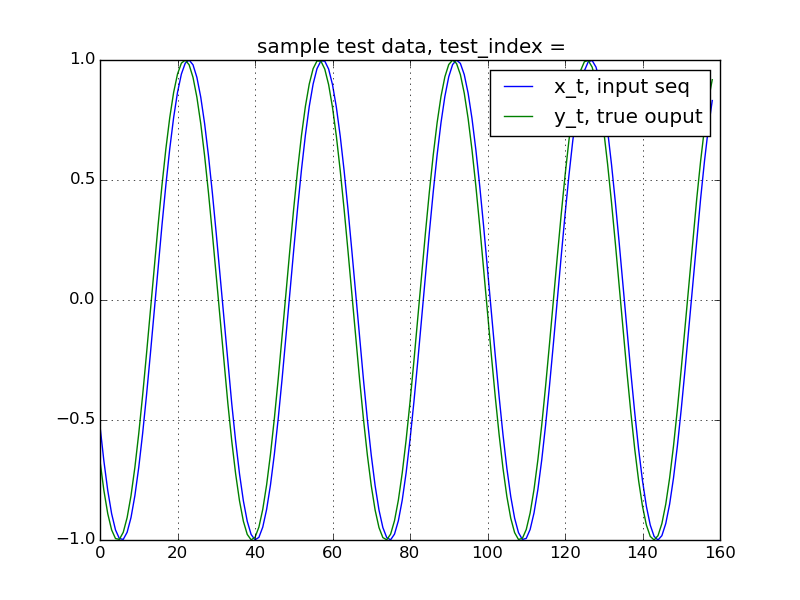 sample test data, test_index =
x_t, input seq
y_t, true ouput
1.0
0.5
0.0
−0.5
−1.0
0 20 40 60 80 100 120 140 160